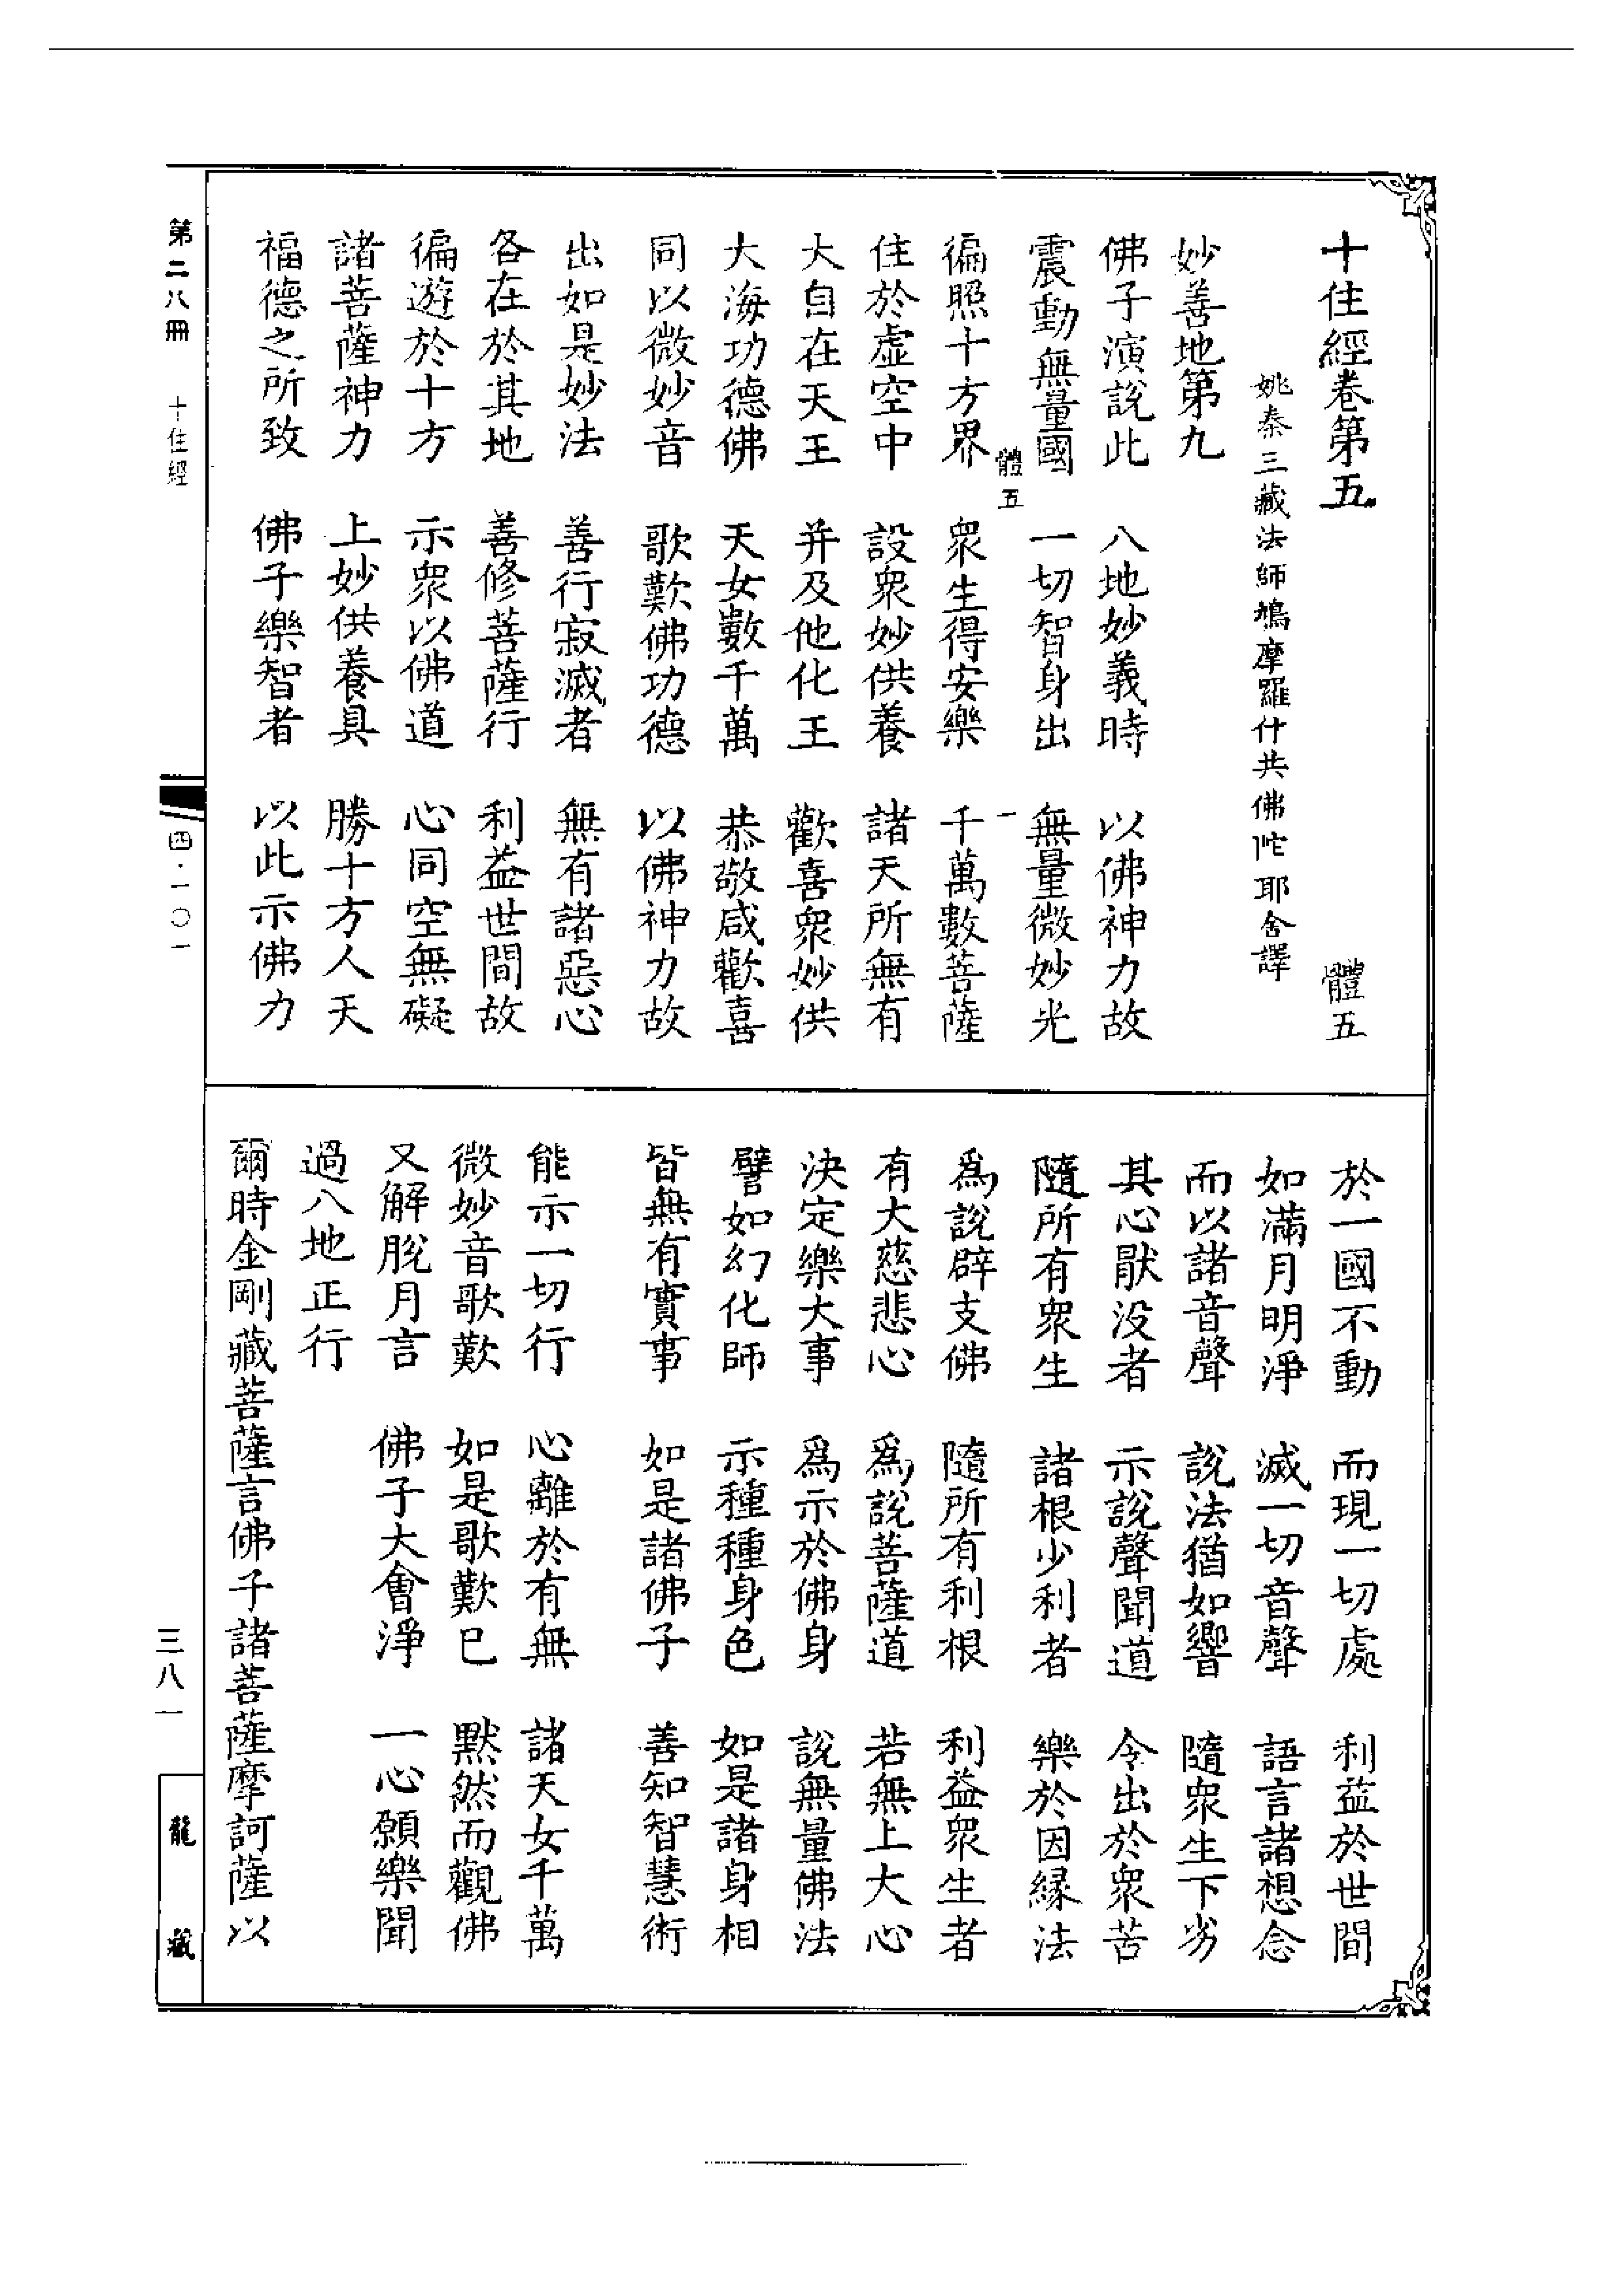 十住經卷第五　體五
姚秦三藏法師鳩摩羅什共佛陀耶舍譯
妙善地第九
佛子演說此　八地妙義時　以佛神力故
震動無量國　一切智身出　無量微妙光
體五　一
徧照十方界　眾生得安樂　千萬數菩薩
住於虛空中　設眾妙供養　諸天所無有
大自在天王　并及他化王　歡喜眾妙供
大海功德佛　天女數千萬　恭敬咸歡喜
同以微妙音　歌歎佛功德　以佛神力故
出如是妙法　善行寂滅者　無有諸惡心
各在於其地　善修菩薩行　利益世間故
徧遊於十方　示眾以佛道　心同空無礙
諸菩薩神力　上妙供養具　勝十方人天
福德之所致　佛子樂智者　以此示佛力
於一國不動　而現一切處　利益於世間
如滿月明淨　滅一切音聲　語言諸想念
而以諸音聲　說法猶如響　隨眾生下劣
其心厭没者　示說聲聞道　令出於眾苦
隨所有眾生　諸根少利者　樂於因緣法
爲說辟支佛　隨所有利根　利益眾生者
有大慈悲心　爲說菩薩道　若無上大心
決定樂大事　爲示於佛身　說無量佛法
譬如幻化師　示種種身色　如是諸身相
皆無有實事　如是諸佛子　善知智慧術
能示一切行　心離於有無　諸天女千萬
微妙音歌歎　如是歌歎已　默然而觀佛
又解脫月言　佛子大會淨　一心願樂聞
過八地正行
爾時金剛藏菩薩言佛子諸菩薩摩訶薩以
第二八冊　十住經　四·一〇一　三八一　龍藏